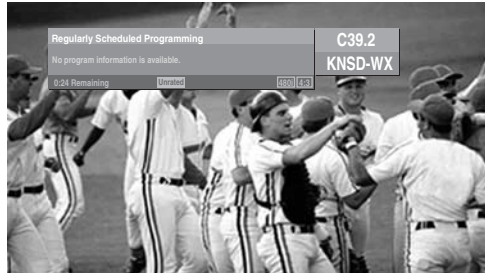 Regularly Scheduled Programming
C39.2
No program information is available.
KNSD-WX
0:24 Remaining Unrated 480i 4:3